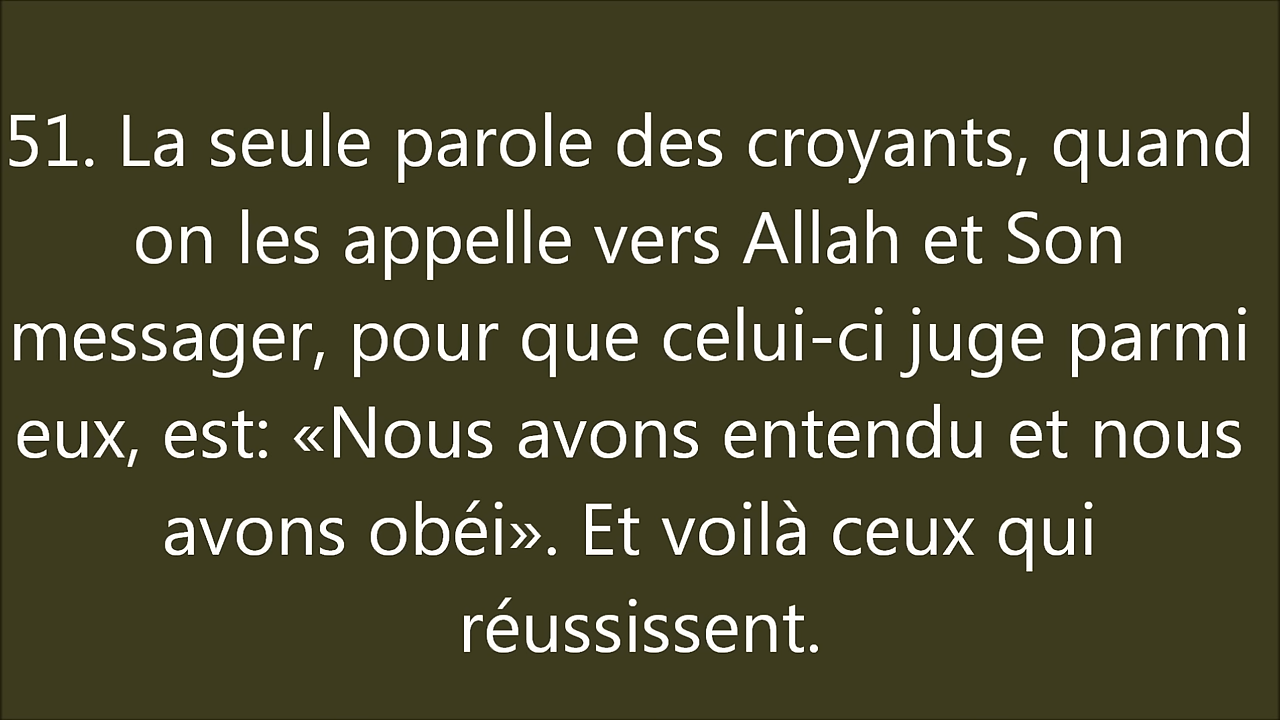 51. La seule parole des croyants, quand
on les appelle vers Allah et Son
messager, pour que celui-ci juge parmi
eux, est: «Nous avons entendu et nous
avons obéi». Et voilà ceux qui
réussissent.